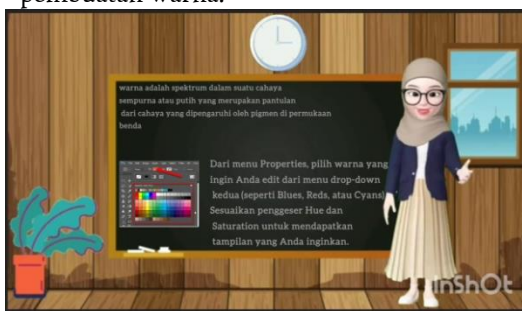 pembuatan warna.
warna adalah spektrum dalam suatu cahaya
sempurna atau putih yang merupakan pantulan
dari cahaya yang dipengaruhi oleh pigmen di permukaan
benda
Dari menu Properties, pilih warna yang
ingin Anda edit dari menu drop-down
kedua (seperti Blues, Reds, atau Cyans)
Sesuaikan penggeser Hue dan
Saturation untuk mendapatkan
tampilan yang Anda inginkan.
InShOt